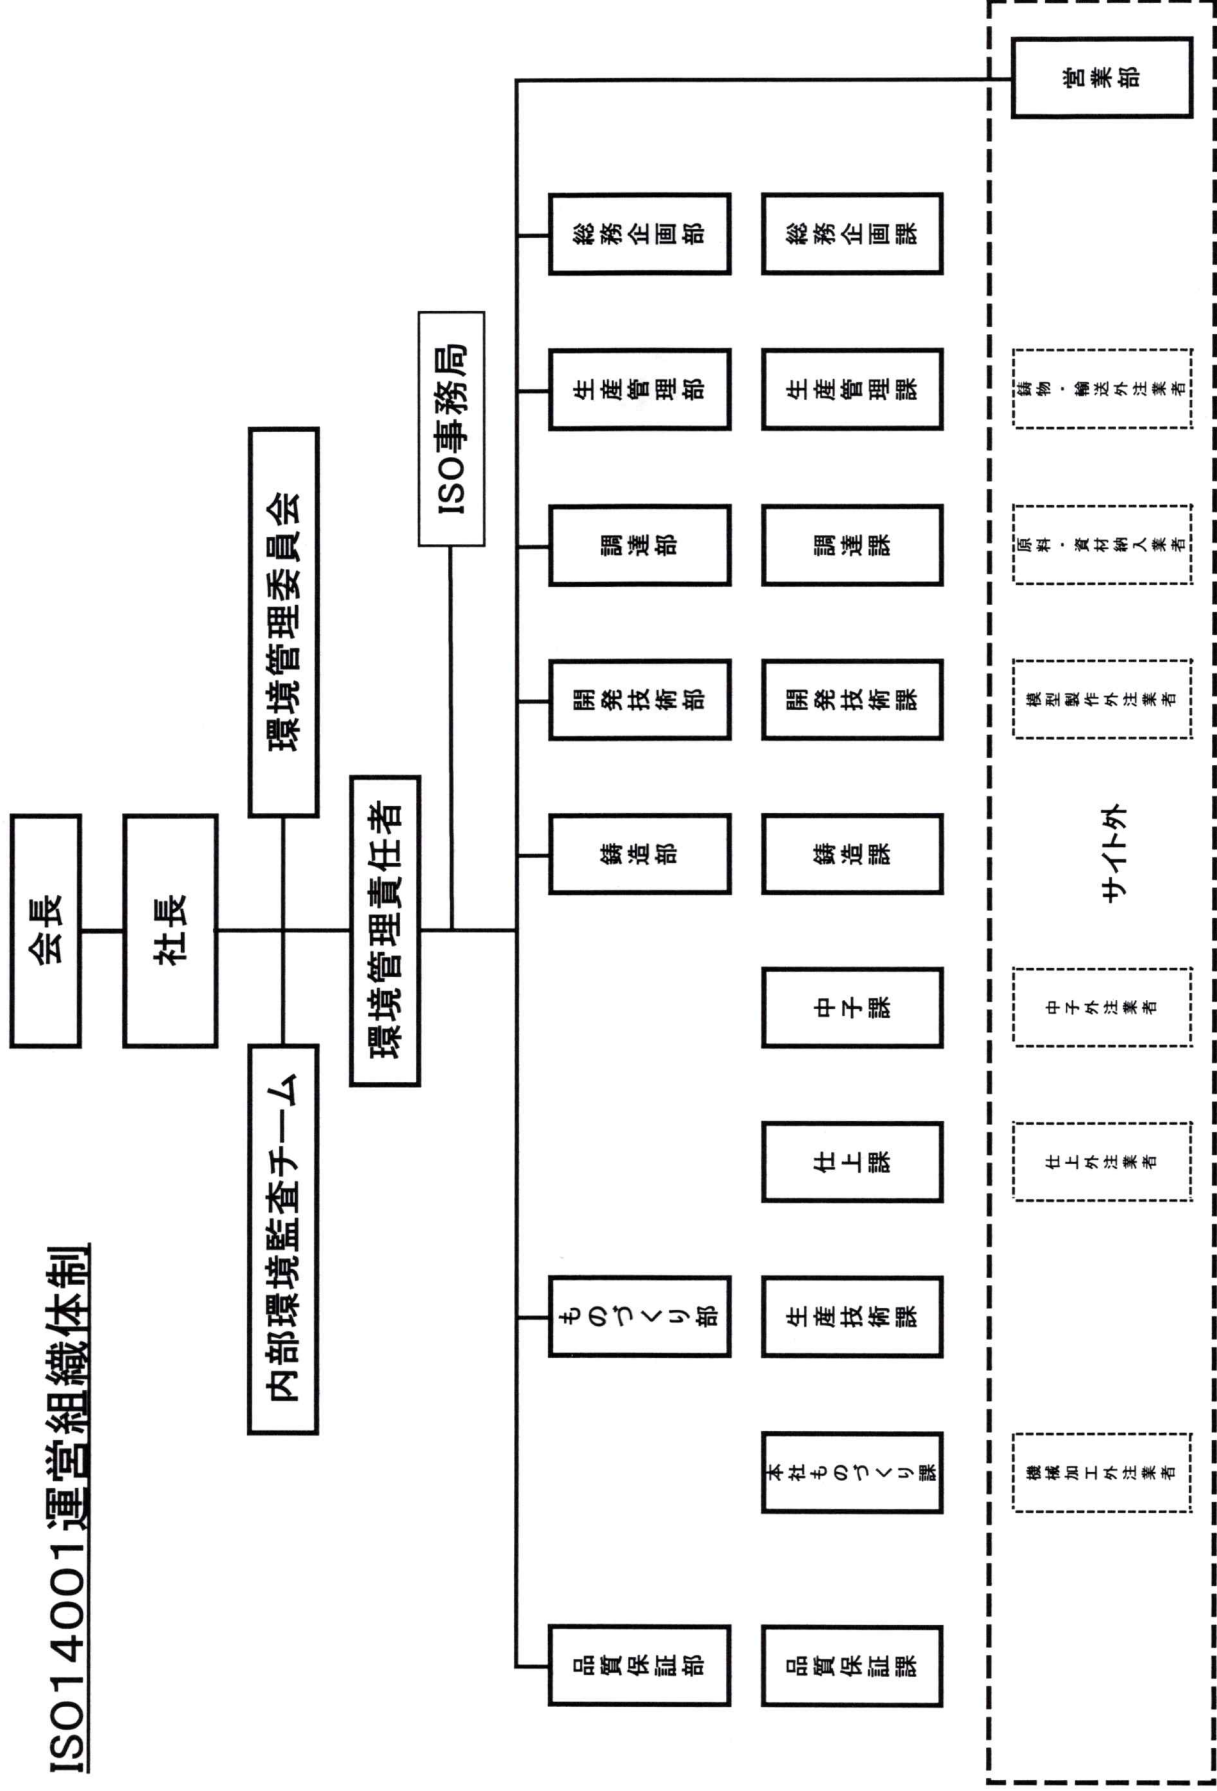 ISO14001運営組織体制
会長
社長
内部環境監査チーム
環境管理委員会
環境管理責任者
ISO事務局
品質保証部
ものづくり部
鋳造部
開発技術部
調達部
生産管理部
総務企画部
品質保証課
本社ものづくり課
生産技術課
仕上課
中子課
鋳造課
開発技術課
調達課
生産管理課
総務企画課
機械加工外注業者
仕上外注業者
中子外注業者
サイト外
模型製作外注業者
原料・資材納入業者
鋳物・輸送外注業者
営業部